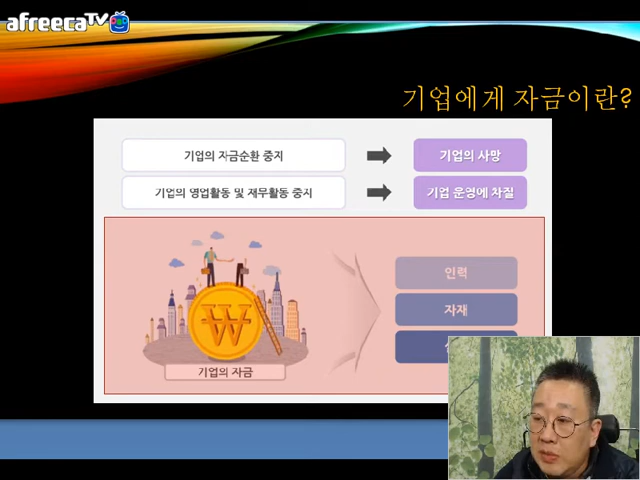 afreecaTV
기업에게 자금이란?
기업의 자금순환 중지
기업의 사망
기업의 영업활동 및 재무활동 중지
기업 운영에 차질
인력
자재
₩
기업의 자금